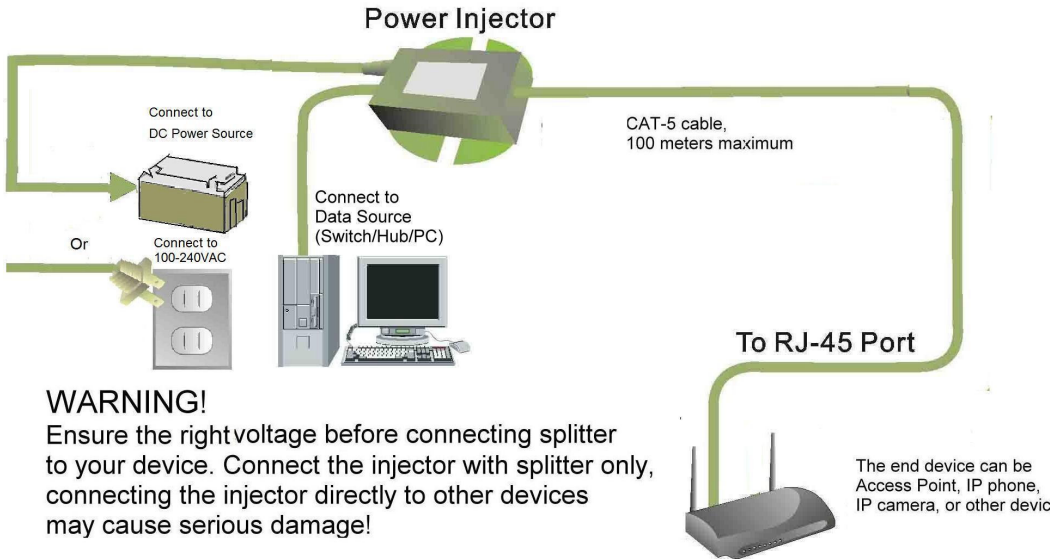 Power Injector
Connect to
DC Power Source
CAT-5 cable,
100 meters maximum
Connect to
Data Source
(Switch/Hub/PC)
Or
Connect to
100-240VAC
To RJ-45 Port
WARNING!
Ensure the right voltage before connecting splitter
to your device. Connect the injector with splitter only,
connecting the injector directly to other devices
may cause serious damage!
The end device can be
Access Point, IP phone,
IP camera, or other devic